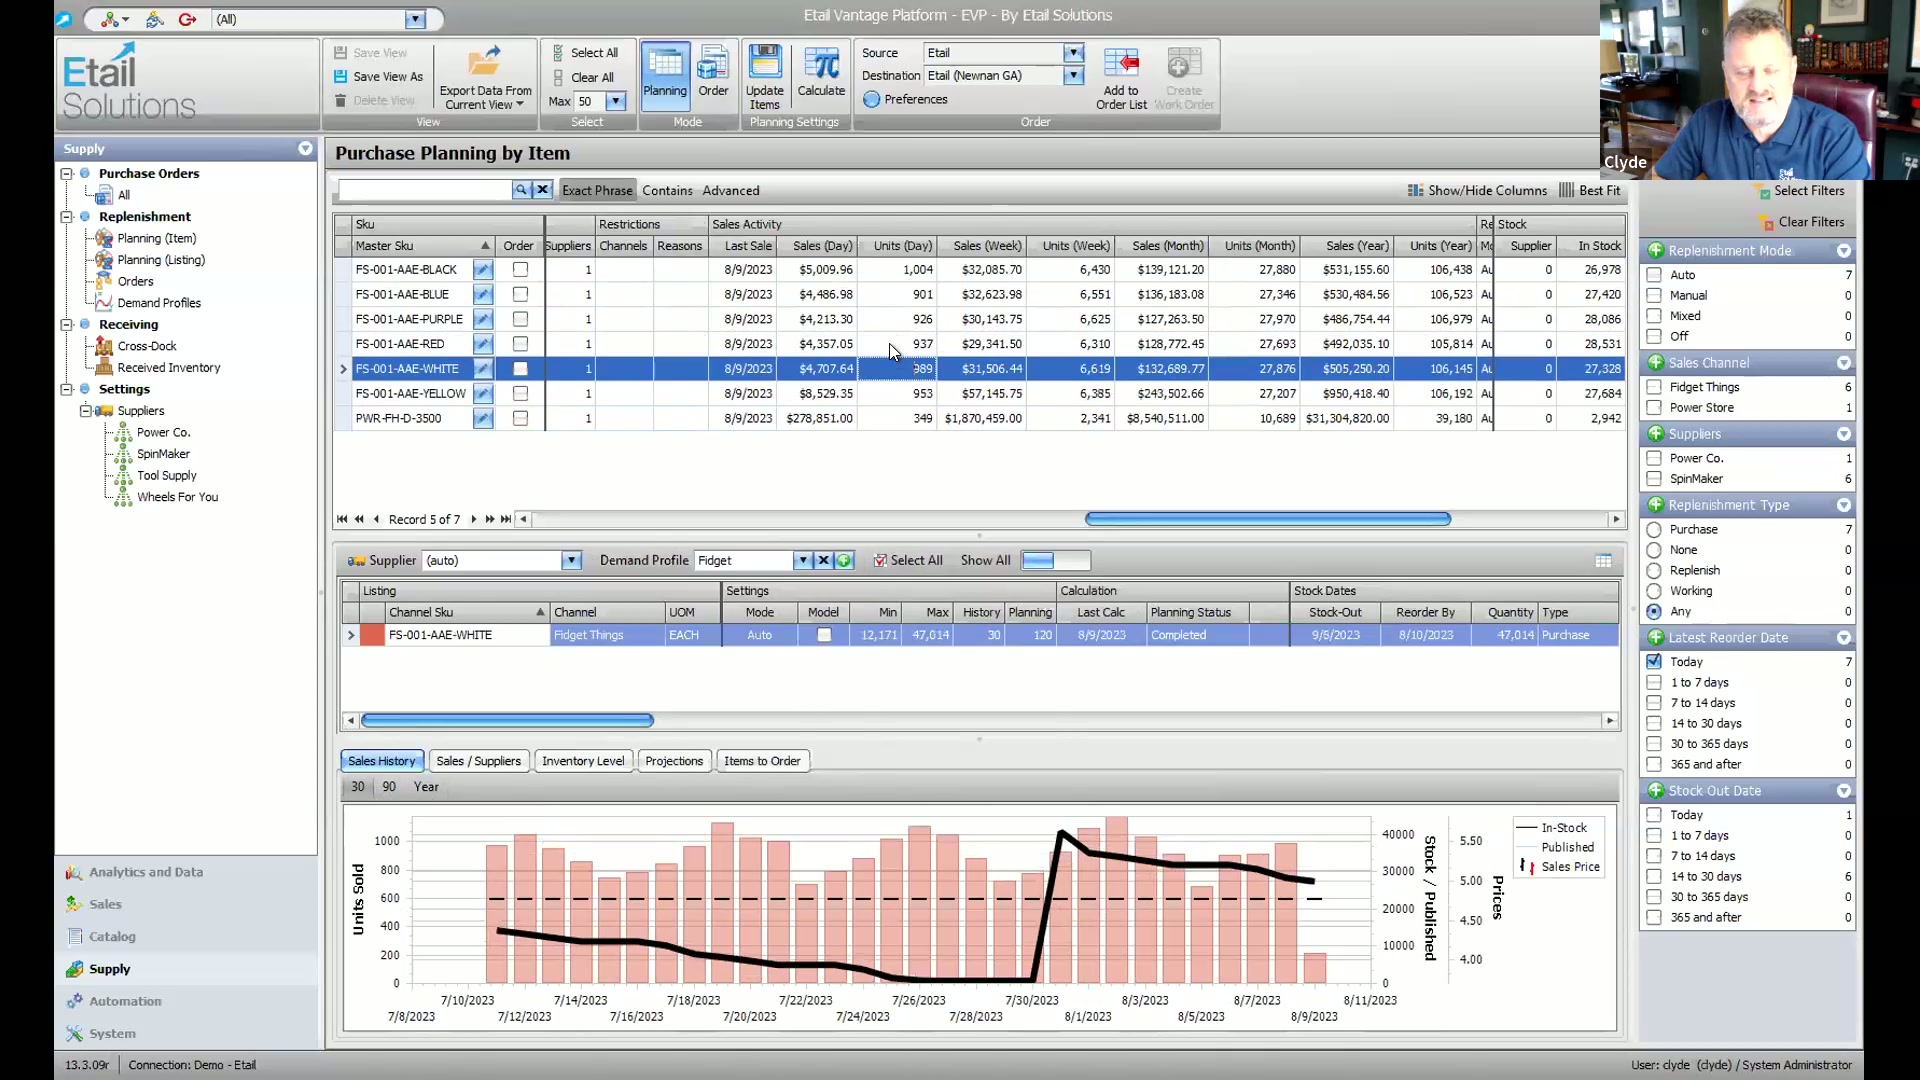 (All)
Etail Vantage Platform - EVP - By Etail Solutions
Etail
Solutions
Save View
Save View As
Delete View
Export Data From
Current View
View
Select All
Clear All
Max 50
Select
Planning
Order
Mode
Update
Items
Calculate
Planning Settings
Source Etail
Destination Etail (Newnan GA)
Preferences
Add to
Order List
Create
Work Order
Order
Clyde
Supply
Purchase Orders
All
Replenishment
Planning (Item)
Planning (Listing)
Orders
Demand Profiles
Receiving
Cross-Dock
Received Inventory
Settings
Suppliers
Power Co.
SpinMaker
Tool Supply
Wheels For You
Analytics and Data
Sales
Catalog
Supply
Automation
System
Purchase Planning by Item
Exact Phrase Contains Advanced Show/Hide Columns Best Fit
Sku Restrictions Sales Activity Re Stock
Master Sku Order Suppliers Channels Reasons Last Sale Sales (Day) Units (Day) Sales (Week) Units (Week) Sales (Month) Units (Month) Sales (Year) Units (Year) Mc Supplier In Stock
FS-001-AAE-BLACK 1 8/9/2023 $5,009.96 1,004 $32,085.70 6,430 $139,121.20 27,880 $531,155.60 106,438 Au 0 26,978
FS-001-AAE-BLUE 1 8/9/2023 $4,486.98 901 $32,623.98 6,551 $136,183.08 27,346 $530,484.56 106,523 Au 0 27,420
FS-001-AAE-PURPLE 1 8/9/2023 $4,213.30 926 $30,143.75 6,625 $127,263.50 27,970 $486,754.44 106,979 Au 0 28,086
FS-001-AAE-RED 1 8/9/2023 $4,357.05 937 $29,341.50 6,310 $128,772.45 27,693 $492,035.10 105,814 Au 0 28,531
FS-001-AAE-WHITE 1 8/9/2023 $4,707.64 989 $31,506.44 6,619 $132,689.77 27,876 $505,250.20 106,145 Au 0 27,328
FS-001-AAE-YELLOW 1 8/9/2023 $8,529.35 953 $57,145.75 6,385 $243,502.66 27,207 $950,418.40 106,192 Au 0 27,684
PWR-FH-D-3500 1 8/9/2023 $278,851.00 349 $1,870,459.00 2,341 $8,540,511.00 10,689 $31,304,820.00 39,180 Au 0 2,942
Record 5 of 7
Supplier (auto) Demand Profile Fidget Select All Show All
Listing Settings Calculation Stock Dates
Channel Sku Channel UOM Mode Model Min Max History Planning Last Calc Planning Status Stock-Out Reorder By Quantity Type
FS-001-AAE-WHITE Fidget Things EACH Auto 12,171 47,014 30 120 8/9/2023 Completed 9/6/2023 8/10/2023 47,014 Purchase
Sales History Sales / Suppliers Inventory Level Projections Items to Order
30 90 Year
Units Sold
1000
800
600
400
200
0
40000
30000
20000
10000
0
Stock / Published
5.50
5.00
4.50
4.00
Prices
In-Stock
Published
Sales Price
7/10/2023 7/14/2023 7/18/2023 7/22/2023 7/26/2023 7/30/2023 8/3/2023 8/7/2023 8/11/2023
7/8/2023 7/12/2023 7/16/2023 7/20/2023 7/24/2023 7/28/2023 8/1/2023 8/5/2023 8/9/2023
Select Filters
Clear Filters
Replenishment Mode
Auto 7
Manual 0
Mixed 0
Off 0
Sales Channel
Fidget Things 6
Power Store 1
Suppliers
Power Co. 1
SpinMaker 6
Replenishment Type
Purchase 7
None 0
Replenish 0
Working 0
Any 0
Latest Reorder Date
Today 7
1 to 7 days 0
7 to 14 days 0
14 to 30 days 0
30 to 365 days 0
365 and after 0
Stock Out Date
Today 1
1 to 7 days 0
7 to 14 days 0
14 to 30 days 6
30 to 365 days 0
365 and after 0
13.3.09r Connection: Demo - Etail
User: clyde (clyde) / System Administrator